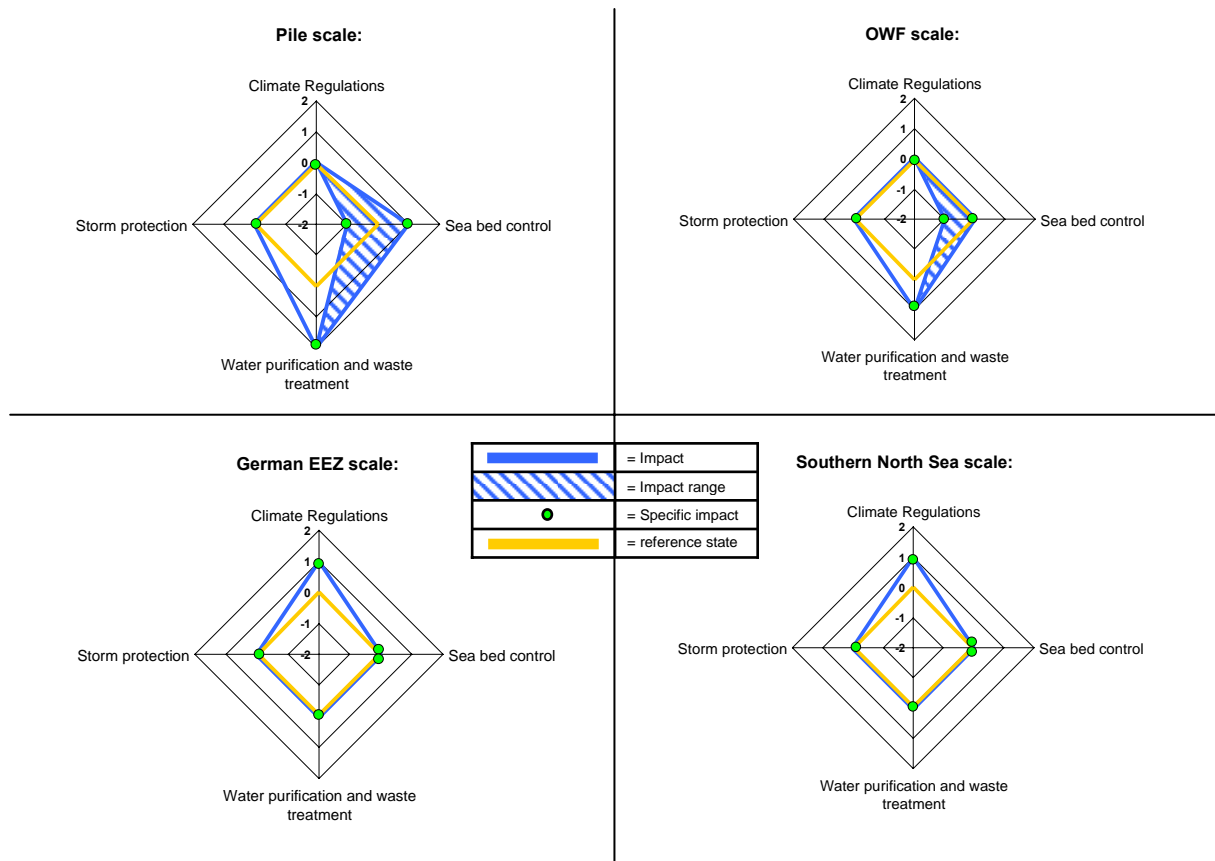 Pile scale:
Climate Regulations
2
1
0
-1
-2
Storm protection
Sea bed control
Water purification and waste
treatment
OWF scale:
Climate Regulations
2
1
0
-1
-2
Storm protection
Sea bed control
Water purification and waste
treatment
German EEZ scale:
Climate Regulations
2
1
0
-1
-2
Storm protection
Sea bed control
Water purification and waste
treatment
= Impact
= Impact range
= Specific impact
= reference state
Southern North Sea scale:
Climate Regulations
2
1
0
-1
-2
Storm protection
Sea bed control
Water purification and waste
treatment